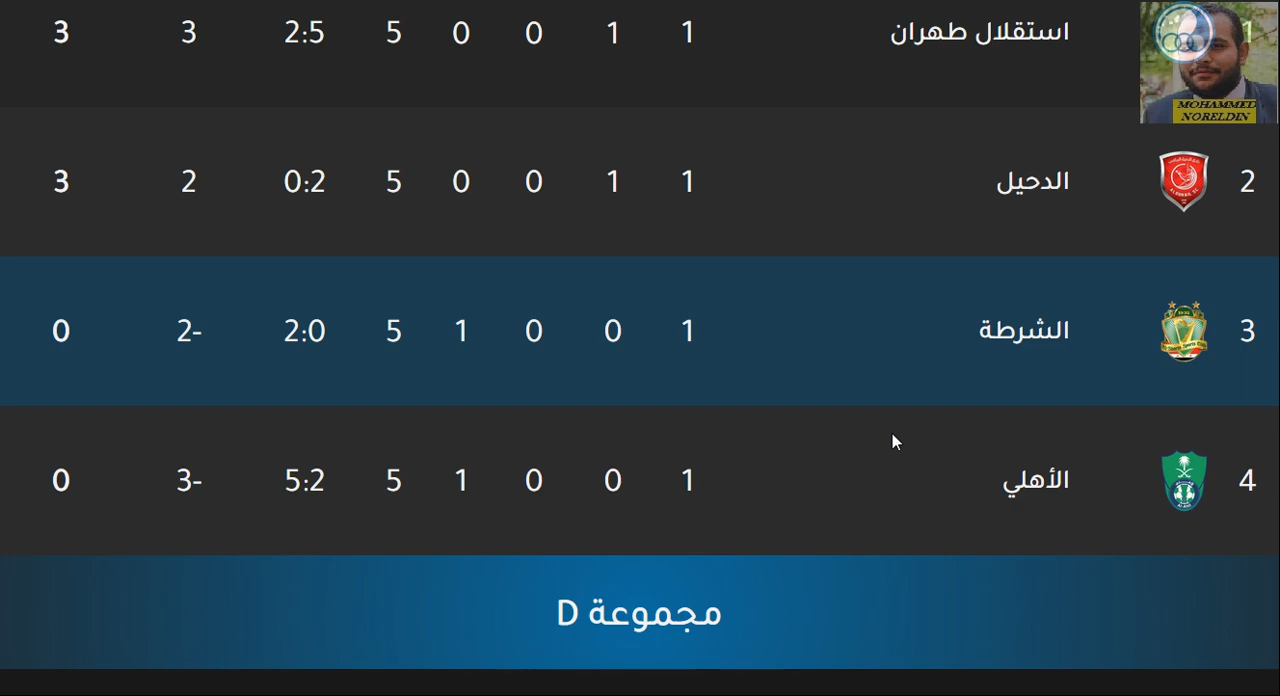 1 استقلال طهران 1 1 0 0 5 2:5 3 3
MOHAMMED
NORELDIN
2 الدحيل 1 1 0 0 5 0:2 2 3
3 الشرطة 1 0 0 1 5 2:0 2- 0
4 الأهلي 1 0 0 1 5 5:2 3- 0
مجموعة D